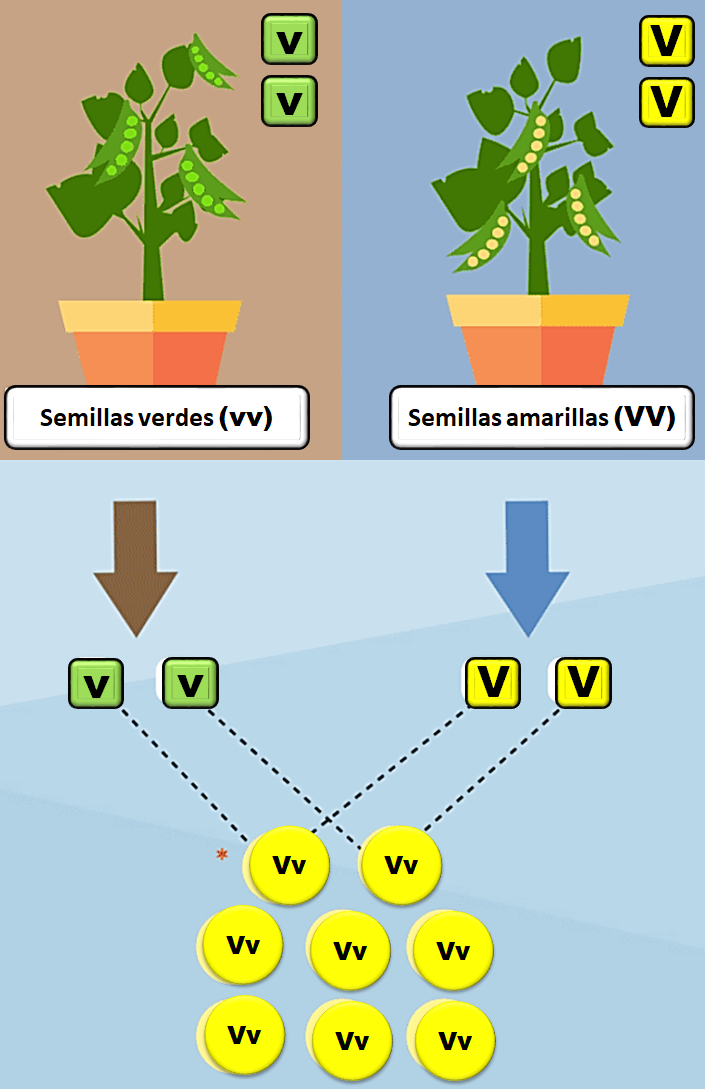 v
v
V
V
Semillas verdes (vv)
Semillas amarillas (VV)
v v V V
* Vv Vv
Vv Vv Vv
Vv Vv Vv